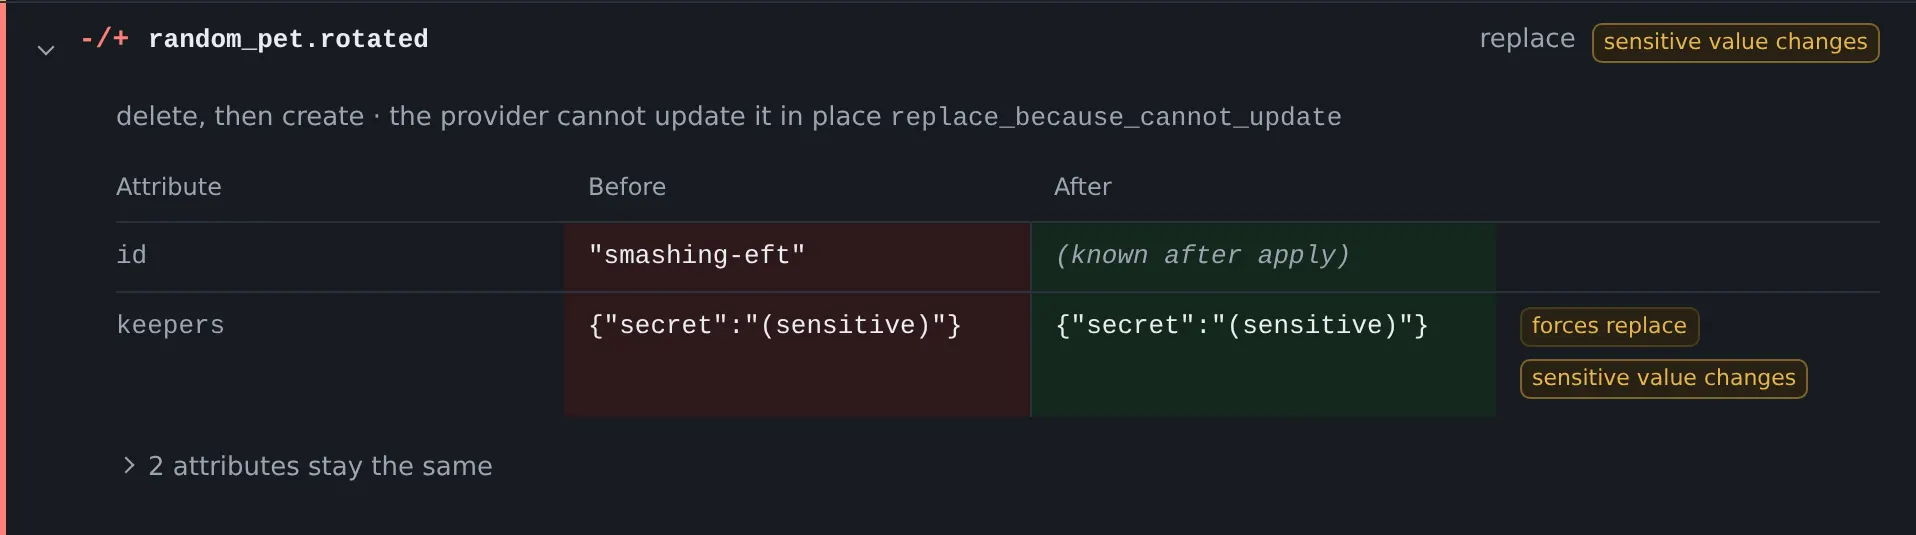 -/+ random_pet.rotated replace sensitive value changes
delete, then create · the provider cannot update it in place replace_because_cannot_update
Attribute Before After
id "smashing-eft" (known after apply)
keepers {"secret":"(sensitive)"} {"secret":"(sensitive)"} forces replace
sensitive value changes
2 attributes stay the same